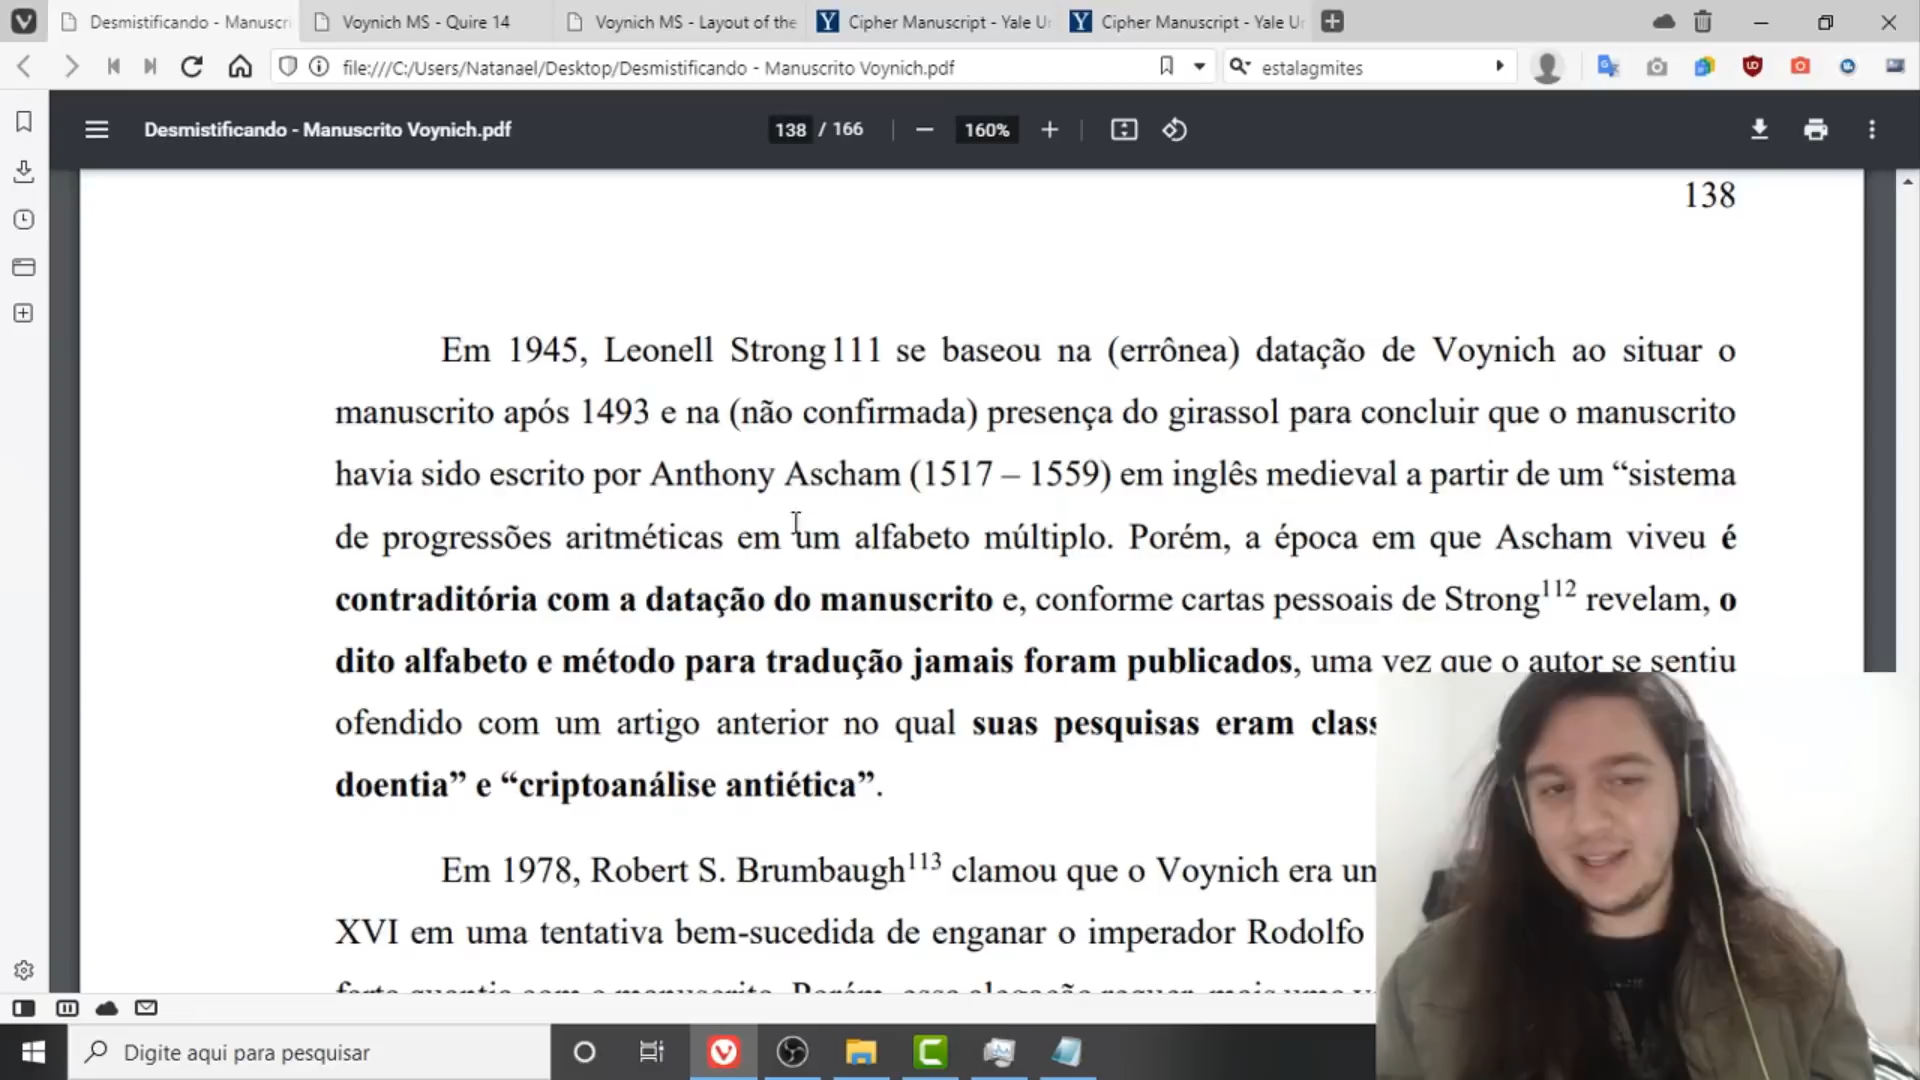 Desmistificando - Manuscri
Voynich MS - Quire 14
Voynich MS - Layout of the
Cipher Manuscript - Yale Ur
Cipher Manuscript - Yale Ur
file:///C:/Users/Natanael/Desktop/Desmistificando - Manuscrito Voynich.pdf
estalagmites
Desmistificando - Manuscrito Voynich.pdf
138 / 166
160%
138
Em 1945, Leonell Strong111 se baseou na (errônea) datação de Voynich ao situar o
manuscrito após 1493 e na (não confirmada) presença do girassol para concluir que o manuscrito
havia sido escrito por Anthony Ascham (1517 – 1559) em inglês medieval a partir de um “sistema
de progressões aritméticas em um alfabeto múltiplo. Porém, a época em que Ascham viveu é
contraditória com a datação do manuscrito e, conforme cartas pessoais de Strong112 revelam, o
dito alfabeto e método para tradução jamais foram publicados, uma vez que o autor se sentiu
ofendido com um artigo anterior no qual suas pesquisas eram class
doentia” e “criptoanálise antiética”.
Em 1978, Robert S. Brumbaugh113 clamou que o Voynich era um
XVI em uma tentativa bem-sucedida de enganar o imperador Rodolfo
Digite aqui para pesquisar